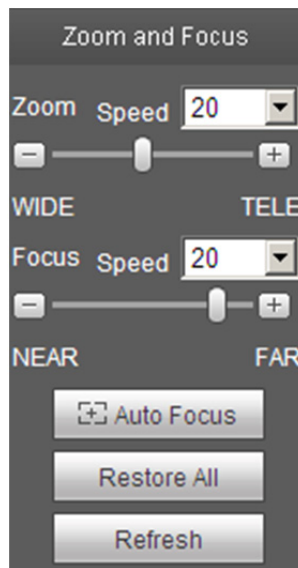 Zoom and Focus
Zoom Speed 20
WIDE TELE
Focus Speed 20
NEAR FAR
Auto Focus
Restore All
Refresh